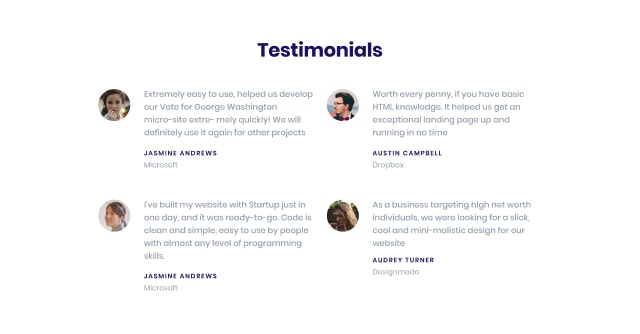 Testimonials
Extremely easy to use, helped us develop
our Vote for George Washington
micro-site extre- mely quickly! We will
definitely use it again for other projects
JASMINE ANDREWS
Microsoft
Worth every penny, if you have basic
HTML knowledge. It helped us get an
exceptional landing page up and
running in no time
AUSTIN CAMPBELL
Dropbox
I've built my website with Startup just in
one day, and it was ready-to-go. Code is
clean and simple, easy to use by people
with almost any level of programming
skills.
JASMINE ANDREWS
Microsoft
As a business targeting high net worth
individuals, we were looking for a slick,
cool and mini-malistic design for our
website
AUDREY TURNER
Designmodo